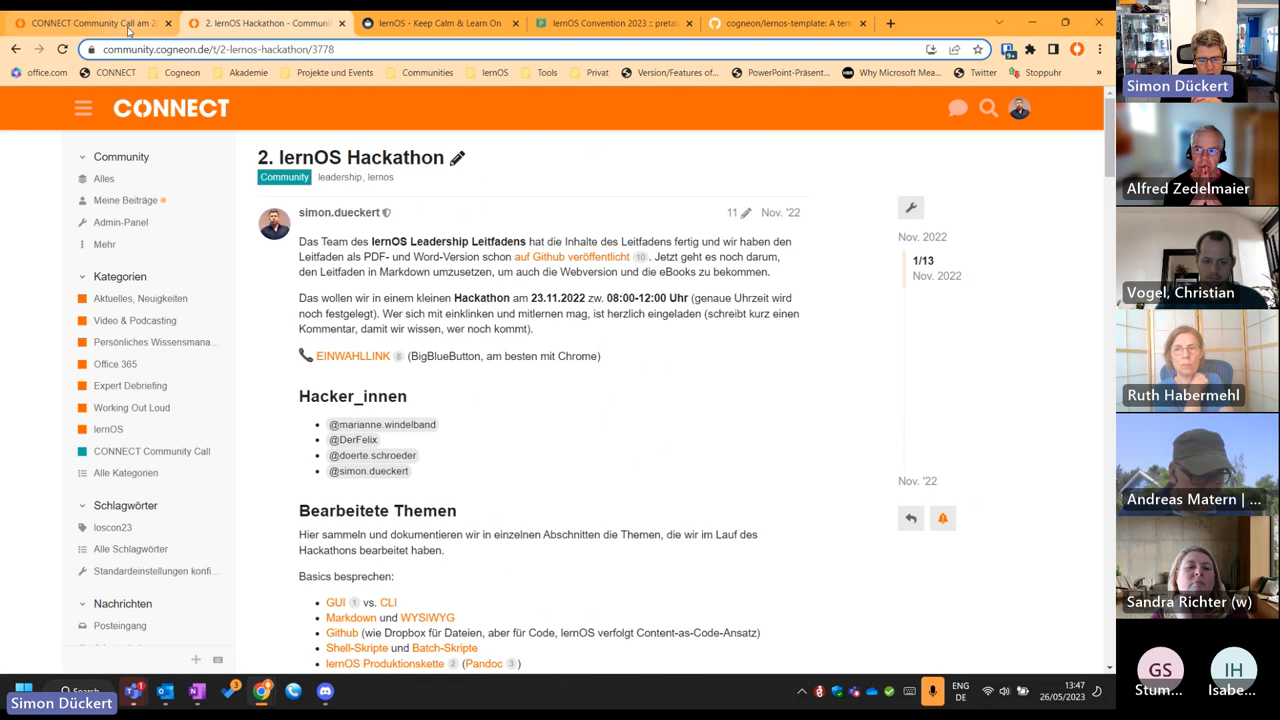 CONNECT Community Call am 2
2. lernOS Hackathon - Communi
lernOS - Keep Calm & Learn On
lernOS Convention 2023 :: preta
cogneon/lernos-template: A tem
community.cogneon.de/t/2-lernos-hackathon/3778
office.com
CONNECT
Cogneon
Akademie
Projekte und Events
Communities
lernOS
Tools
Privat
Version/Features of...
PowerPoint-Präsent...
Why Microsoft Mea...
Twitter
Stoppuhr
»
CONNECT
Community
Alles
Meine Beiträge
Admin-Panel
Mehr
Kategorien
Aktuelles, Neuigkeiten
Video & Podcasting
Persönliches Wissensmana...
Office 365
Expert Debriefing
Working Out Loud
lernOS
CONNECT Community Call
Alle Kategorien
Schlagwörter
loscon23
Alle Schlagwörter
Standardeinstellungen konfi...
Nachrichten
Posteingang
2. lernOS Hackathon
Community leadership, lernos
simon.dueckert
11 Nov. '22
Das Team des lernOS Leadership Leitfadens hat die Inhalte des Leitfadens fertig und wir haben den
Leitfaden als PDF- und Word-Version schon auf Github veröffentlicht 10 . Jetzt geht es noch darum,
den Leitfaden in Markdown umzusetzen, um auch die Webversion und die eBooks zu bekommen.
Das wollen wir in einem kleinen Hackathon am 23.11.2022 zw. 08:00-12:00 Uhr (genaue Uhrzeit wird
noch festgelegt). Wer sich mit einklinken und mitlernen mag, ist herzlich eingeladen (schreibt kurz einen
Kommentar, damit wir wissen, wer noch kommt).
EINWAHLLINK 8 (BigBlueButton, am besten mit Chrome)
Hacker_innen
• @marianne.windelband
• @DerFelix
• @doerte.schroeder
• @simon.dueckert
Bearbeitete Themen
Hier sammeln und dokumentieren wir in einzelnen Abschnitten die Themen, die wir im Lauf des
Hackathons bearbeitet haben.
Basics besprechen:
• GUI 1 vs. CLI
• Markdown und WYSIWYG
• Github (wie Dropbox für Dateien, aber für Code, lernOS verfolgt Content-as-Code-Ansatz)
• Shell-Skripte und Batch-Skripte
• lernOS Produktionskette 2 (Pandoc 3 )
Nov. 2022
1/13
Nov. 2022
Nov. '22
Simon Dückert
Alfred Zedelmaier
Vogel, Christian
Ruth Habermehl
Andreas Matern | ...
Sandra Richter (w)
GS
Stum...
IH
Isabe...
Simon Dückert
ENG
DE
13:47
26/05/2023